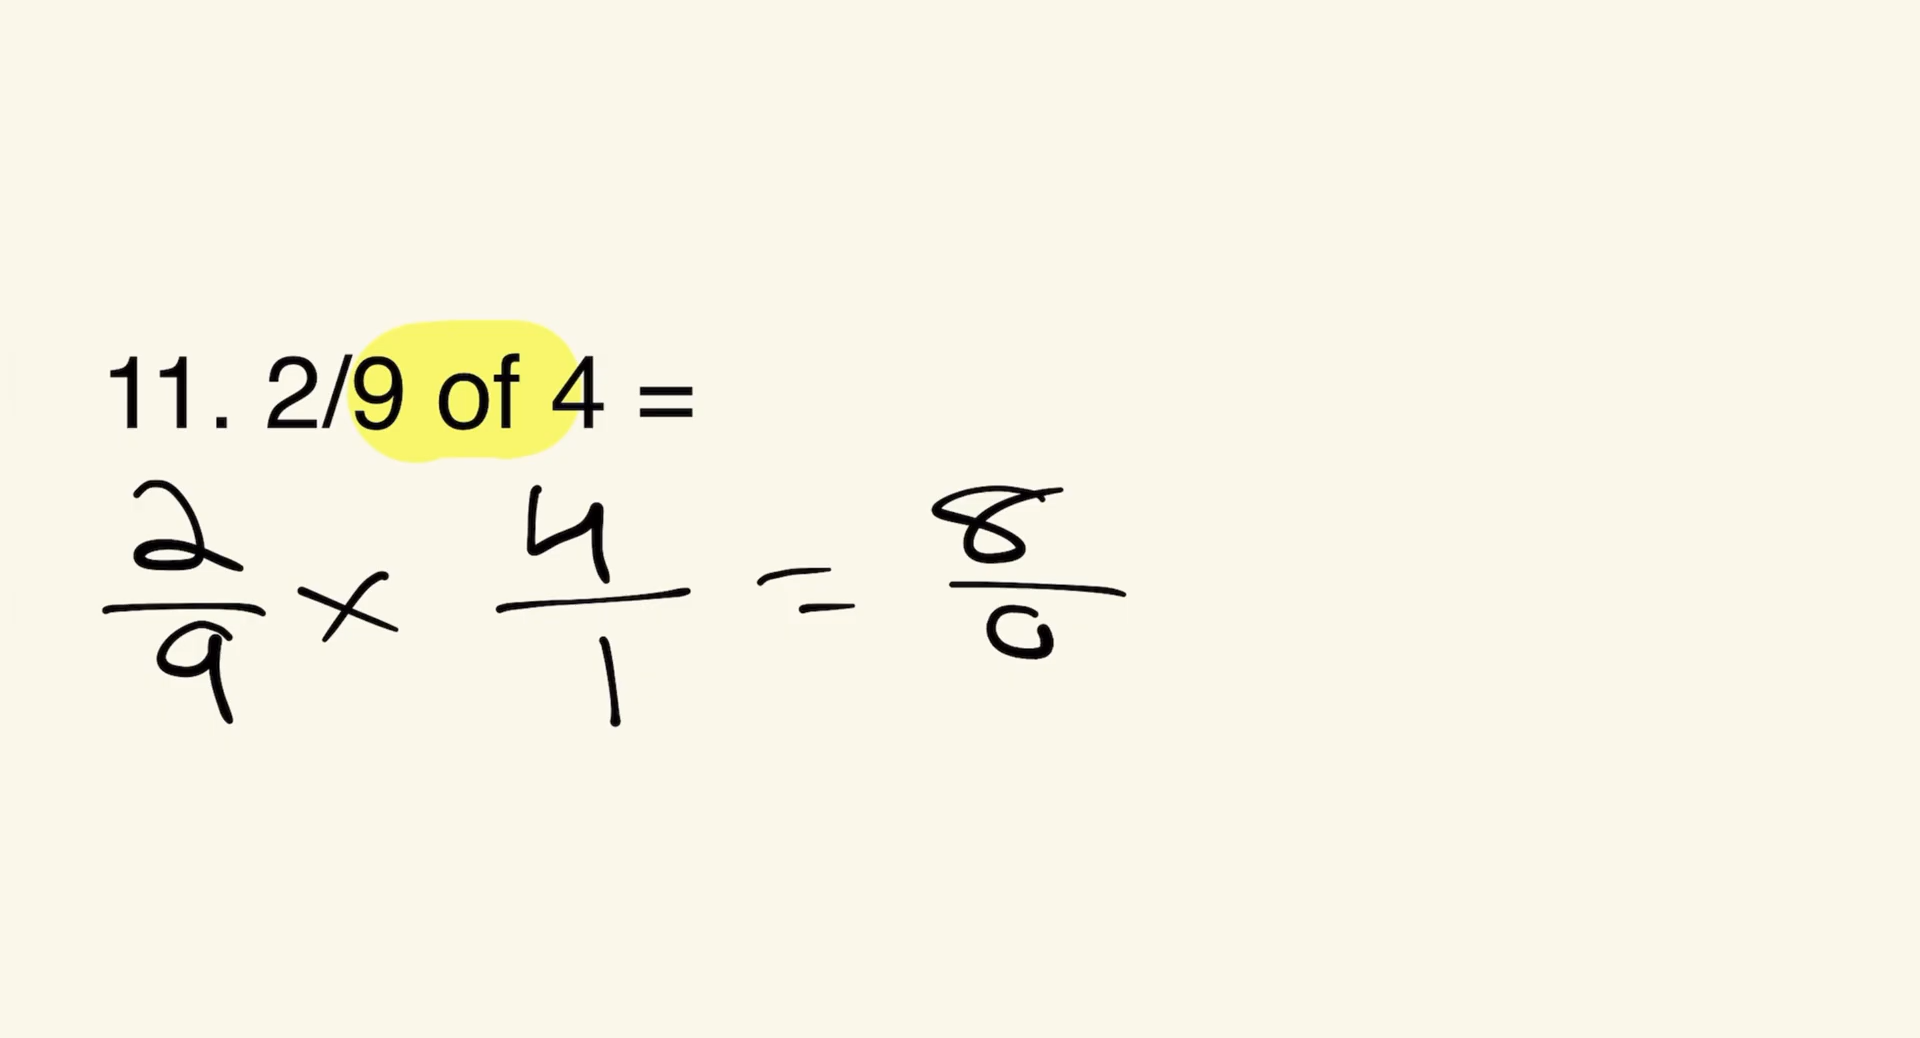 11. 2/9 of 4 =
2/9 × 4/1 = 8/0